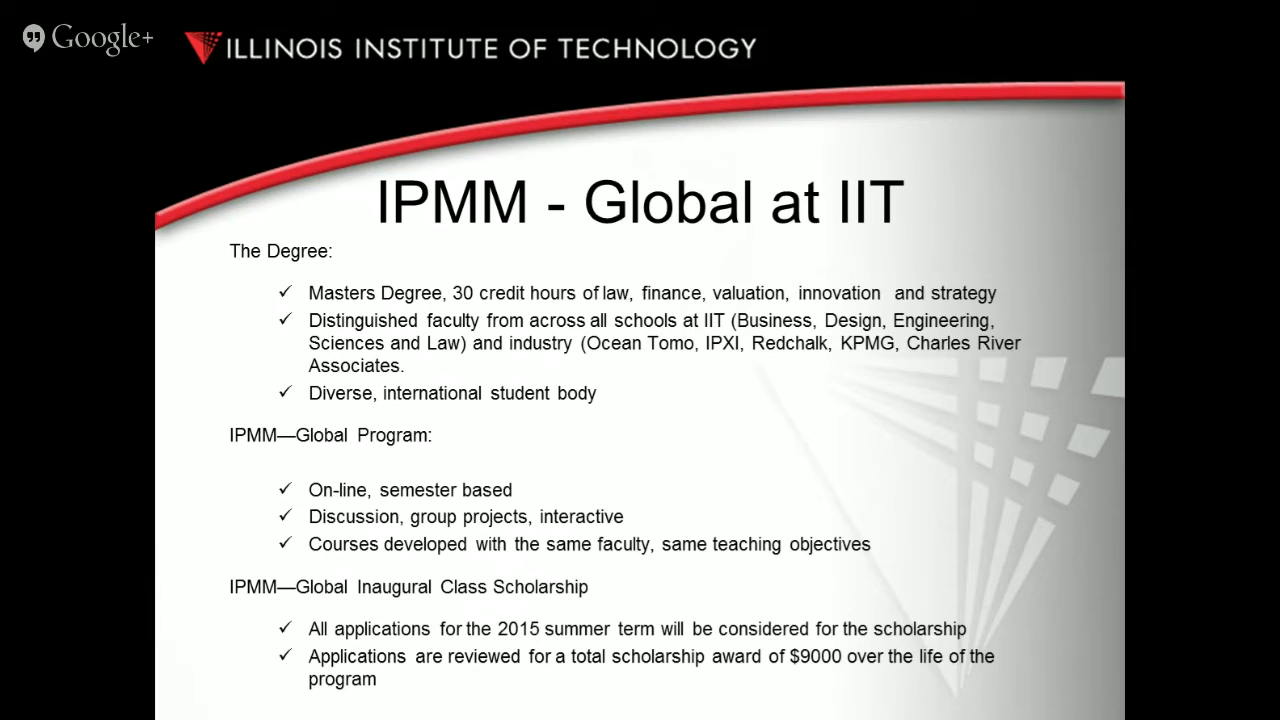 Google+
ILLINOIS INSTITUTE OF TECHNOLOGY
IPMM - Global at IIT
The Degree:
✓ Masters Degree, 30 credit hours of law, finance, valuation, innovation and strategy
✓ Distinguished faculty from across all schools at IIT (Business, Design, Engineering,
Sciences and Law) and industry (Ocean Tomo, IPXI, Redchalk, KPMG, Charles River
Associates.
✓ Diverse, international student body
IPMM—Global Program:
✓ On-line, semester based
✓ Discussion, group projects, interactive
✓ Courses developed with the same faculty, same teaching objectives
IPMM—Global Inaugural Class Scholarship
✓ All applications for the 2015 summer term will be considered for the scholarship
✓ Applications are reviewed for a total scholarship award of $9000 over the life of the
program